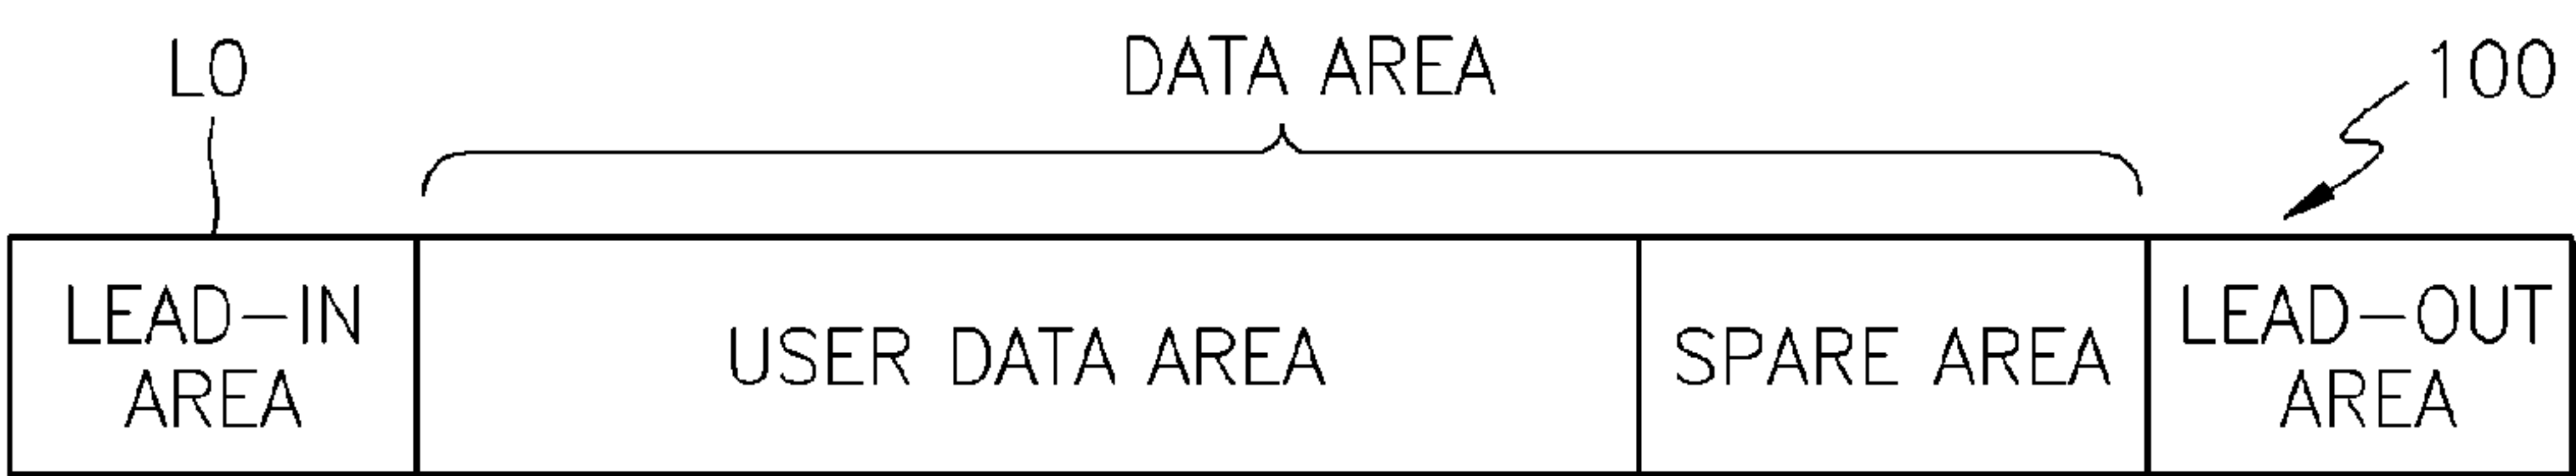 L0
DATA AREA
100
LEAD-IN
AREA
USER DATA AREA
SPARE AREA
LEAD-OUT
AREA